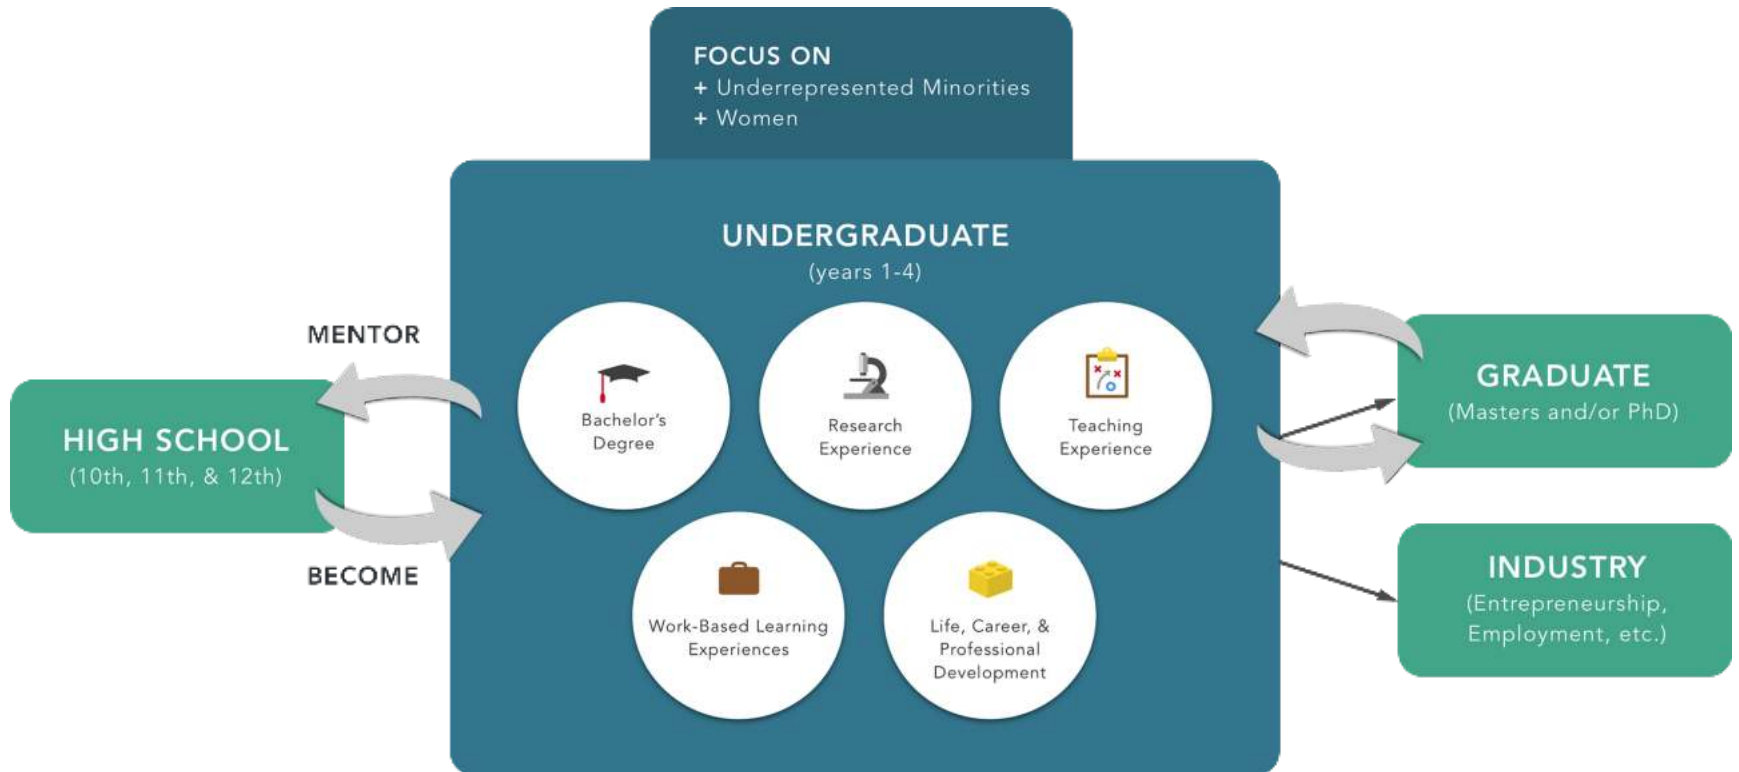 FOCUS ON
+ Underrepresented Minorities
+ Women
UNDERGRADUATE
(years 1-4)
MENTOR
HIGH SCHOOL
(10th, 11th, & 12th)
BECOME
Bachelor's
Degree
Research
Experience
Teaching
Experience
Work-Based Learning
Experiences
Life, Career, &
Professional
Development
GRADUATE
(Masters and/or PhD)
INDUSTRY
(Entrepreneurship,
Employment, etc.)